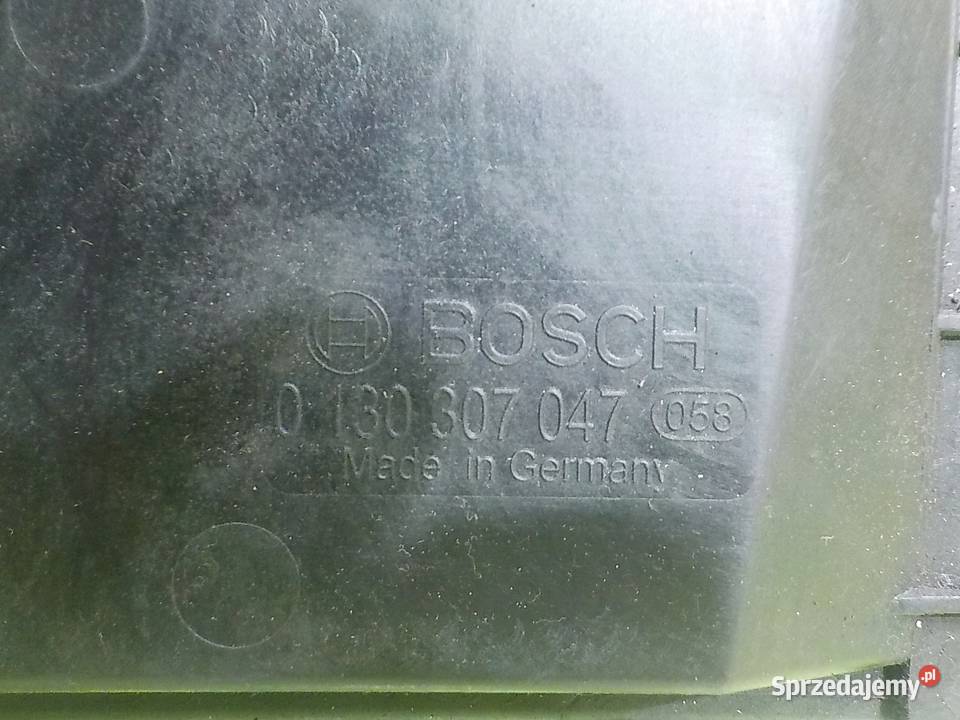 BOSCH
0 130 307 047 058
Made in Germany
Sprzedajemy.pl